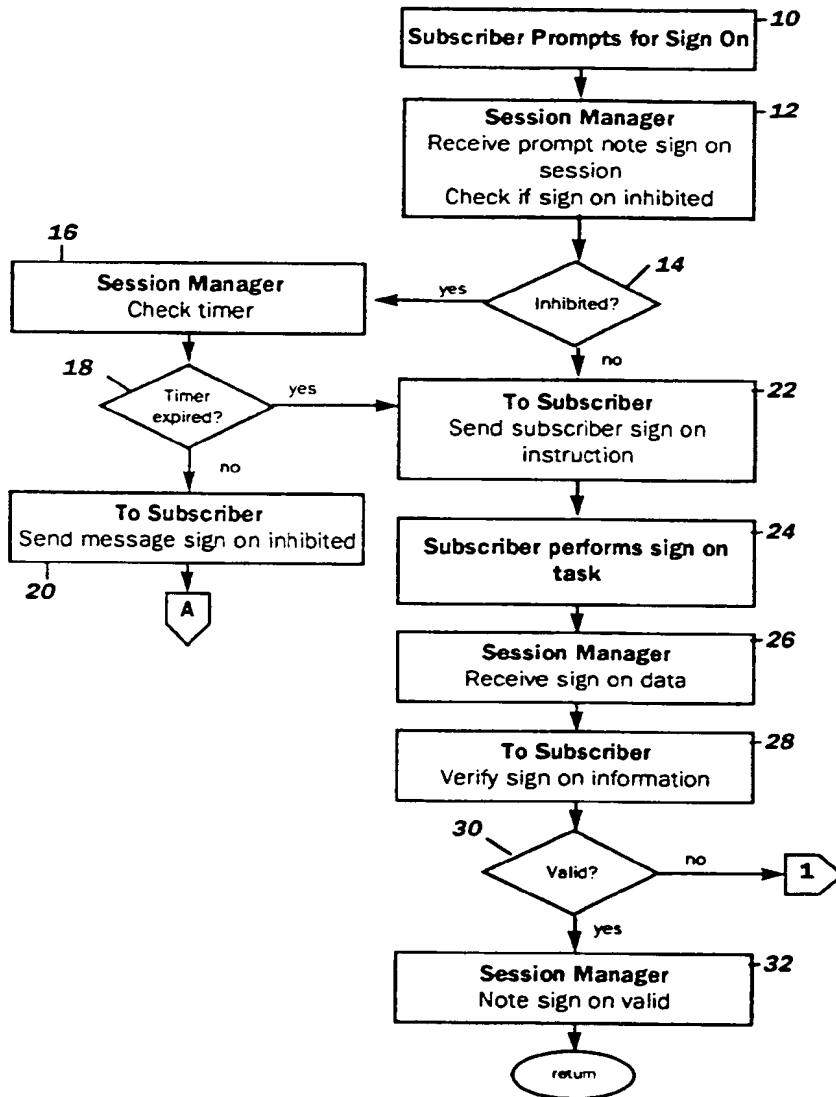 10
Subscriber Prompts for Sign On
12
Session Manager
Receive prompt note sign on
session
Check if sign on inhibited
16
Session Manager
Check timer
yes
14
Inhibited?
no
18
Timer
expired?
yes
no
22
To Subscriber
Send subscriber sign on
instruction
To Subscriber
Send message sign on inhibited
20
A
24
Subscriber performs sign on
task
26
Session Manager
Receive sign on data
28
To Subscriber
Verify sign on information
30
Valid?
no
1
yes
32
Session Manager
Note sign on valid
return